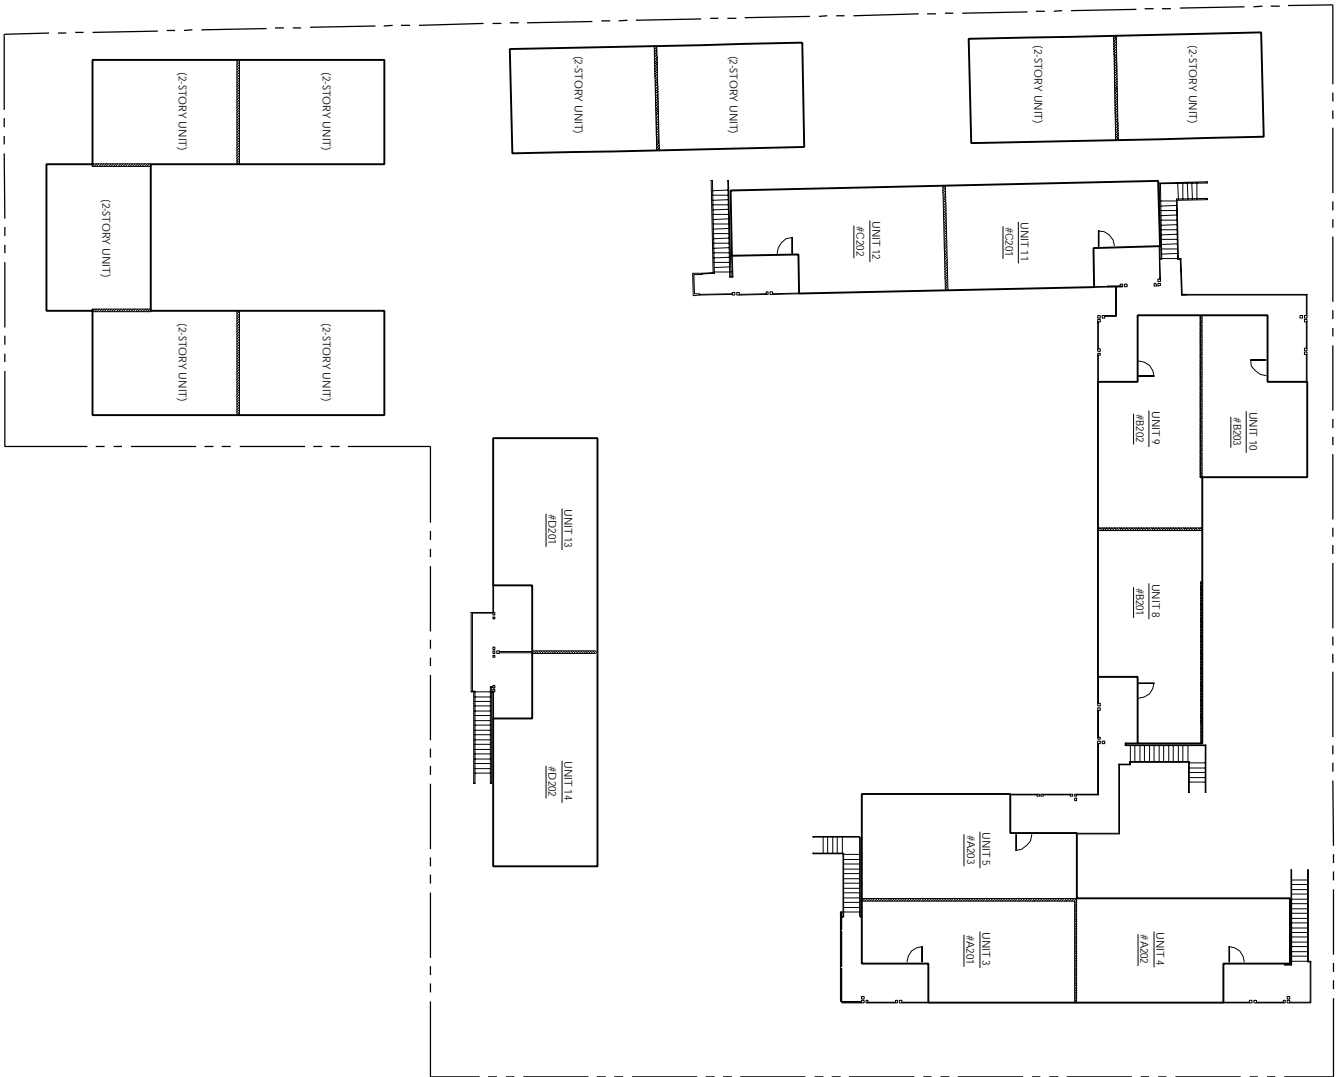 (2-STORY UNIT)
(2-STORY UNIT)
(2-STORY UNIT)
(2-STORY UNIT)
(2-STORY UNIT)
(2-STORY UNIT)
(2-STORY UNIT)
(2-STORY UNIT)
(2-STORY UNIT)
UNIT 12
#C202
UNIT 11
#C201
UNIT 9
#B202
UNIT 10
#B203
UNIT 8
#B201
UNIT 13
#D201
UNIT 14
#D202
UNIT 5
#A203
UNIT 3
#A201
UNIT 4
#A202